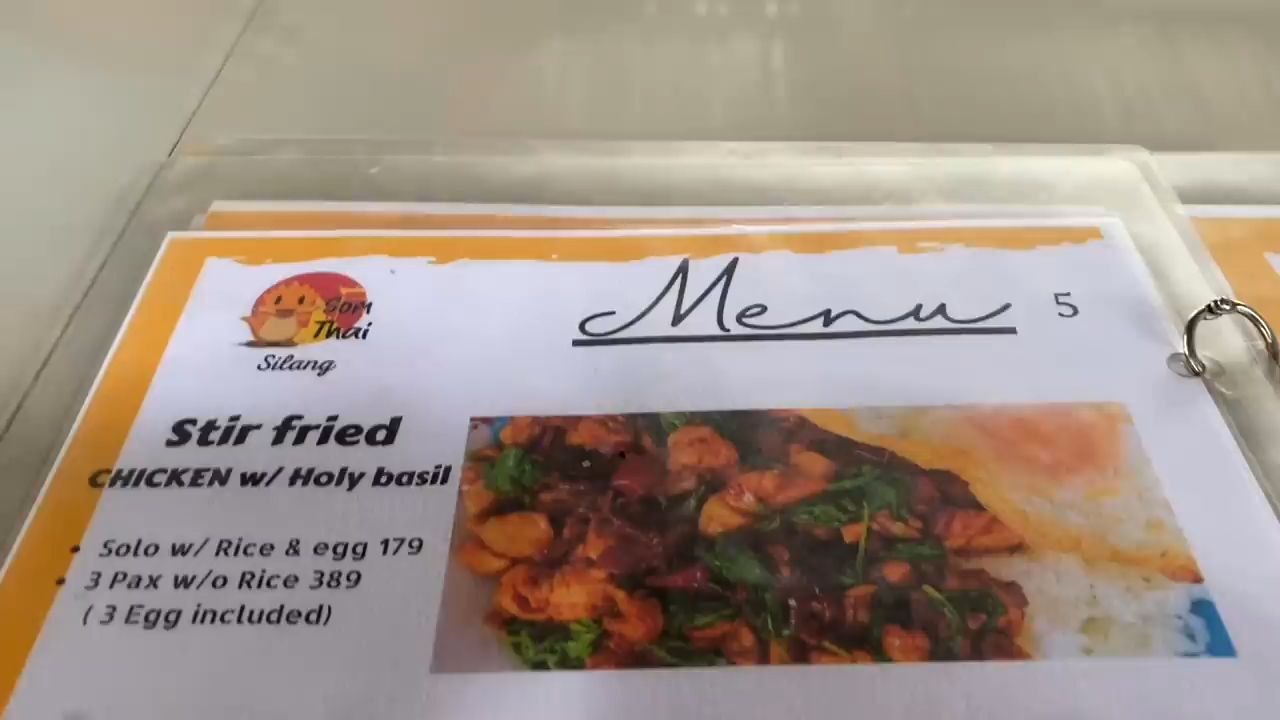 Som
Thai
Silang
Menu 5
Stir fried
CHICKEN w/ Holy basil
• Solo w/ Rice & egg 179
• 3 Pax w/o Rice 389
( 3 Egg included)